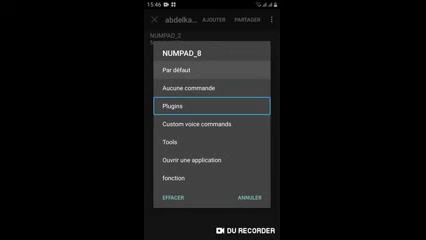 15:46
abdelka... AJOUTER PARTAGER
NUMPAD_2
NUMPAD_8
Par défaut
Aucune commande
Plugins
Custom voice commands
Tools
Ouvrir une application
fonction
EFFACER ANNULER
DU RECORDER